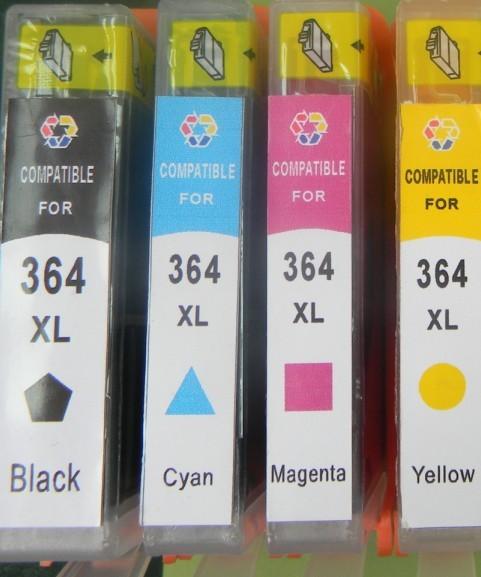 COMPATIBLE
FOR
364
XL
Black
COMPATIBLE
FOR
364
XL
Cyan
COMPATIBLE
FOR
364
XL
Magenta
COMPATIBLE
FOR
364
XL
Yellow